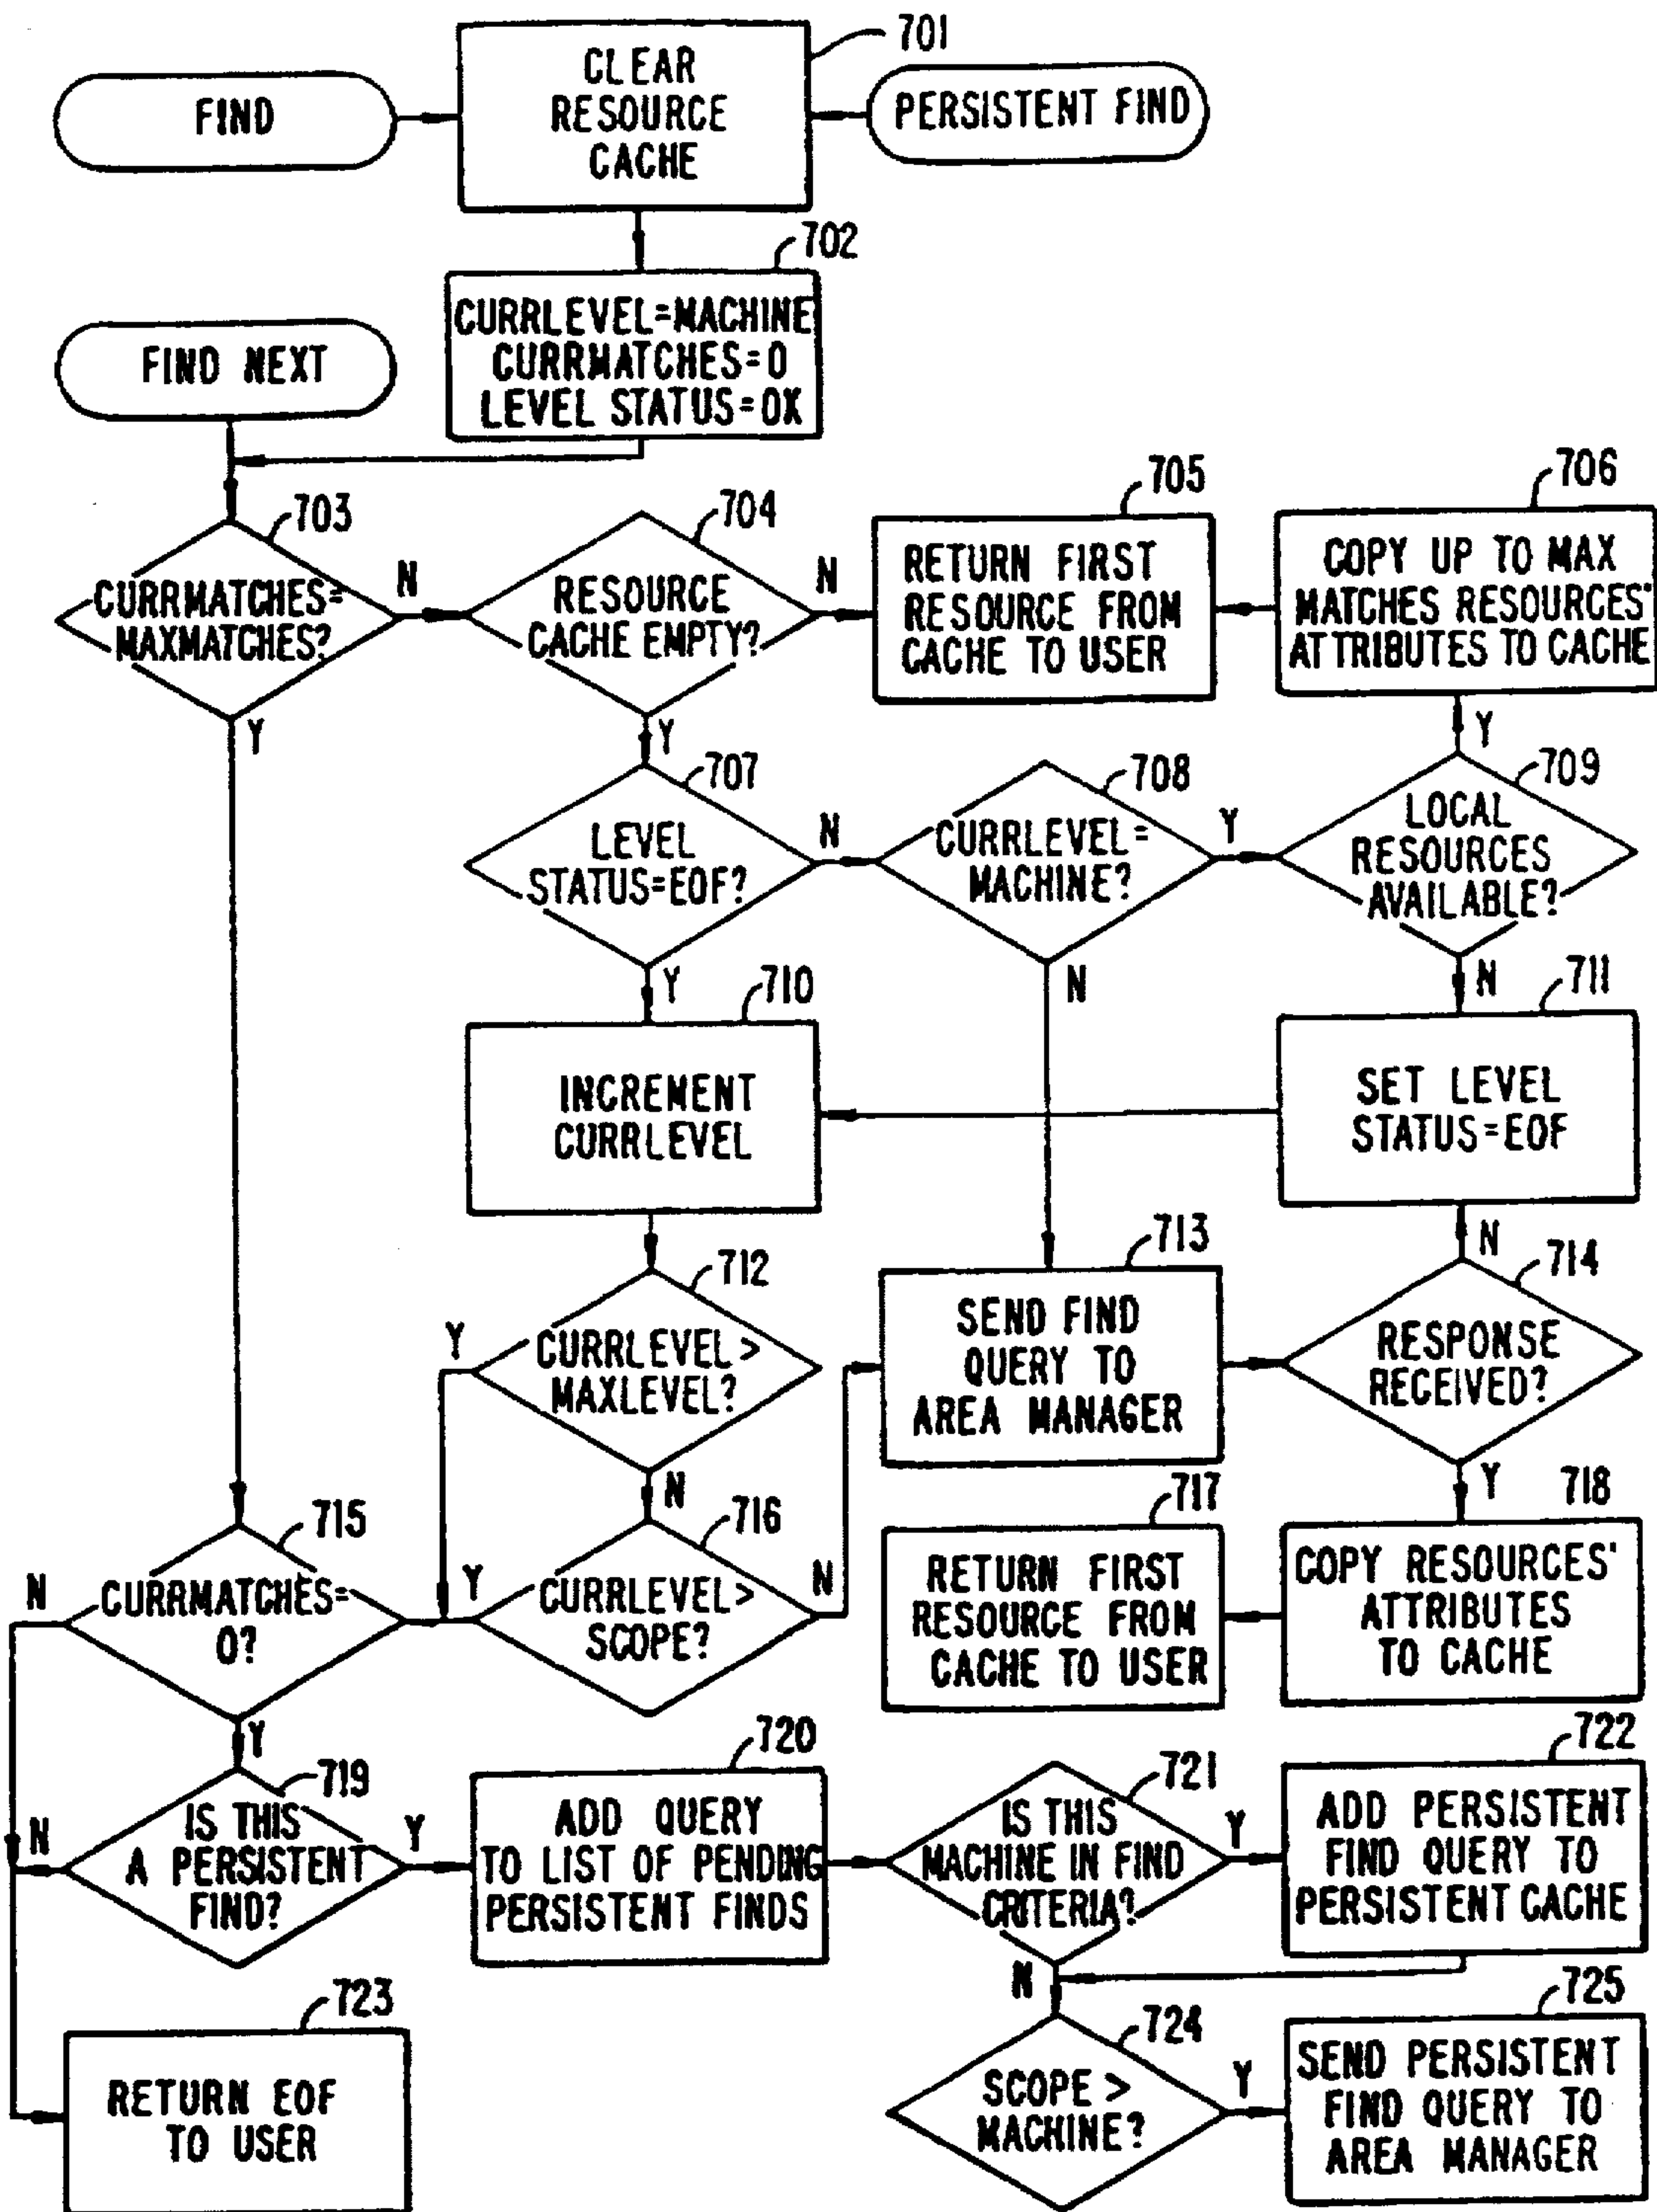 701
CLEAR
RESOURCE
CACHE
FIND
PERSISTENT FIND
702
CURRLEVEL=MACHINE
CURRMATCHES=0
LEVEL STATUS=OX
FIND NEXT
703
CURRMATCHES=
MAXMATCHES?
N
Y
704
RESOURCE
CACHE EMPTY?
N
Y
705
RETURN FIRST
RESOURCE FROM
CACHE TO USER
706
COPY UP TO MAX
MATCHES RESOURCES'
ATTRIBUTES TO CACHE
707
LEVEL
STATUS=EOF?
N
Y
708
CURRLEVEL=
MACHINE?
Y
N
709
LOCAL
RESOURCES
AVAILABLE?
Y
N
710
INCREMENT
CURRLEVEL
711
SET LEVEL
STATUS=EOF
712
CURRLEVEL>
MAXLEVEL?
Y
N
713
SEND FIND
QUERY TO
AREA MANAGER
714
RESPONSE
RECEIVED?
N
Y
715
CURRMATCHES=
0?
N
Y
716
CURRLEVEL>
SCOPE?
Y
N
717
RETURN FIRST
RESOURCE FROM
CACHE TO USER
718
COPY RESOURCES'
ATTRIBUTES
TO CACHE
719
IS THIS
A PERSISTENT
FIND?
N
Y
720
ADD QUERY
TO LIST OF PENDING
PERSISTENT FINDS
721
IS THIS
MACHINE IN FIND
CRITERIA?
Y
N
722
ADD PERSISTENT
FIND QUERY TO
PERSISTENT CACHE
723
RETURN EOF
TO USER
724
SCOPE >
MACHINE?
Y
725
SEND PERSISTENT
FIND QUERY TO
AREA MANAGER